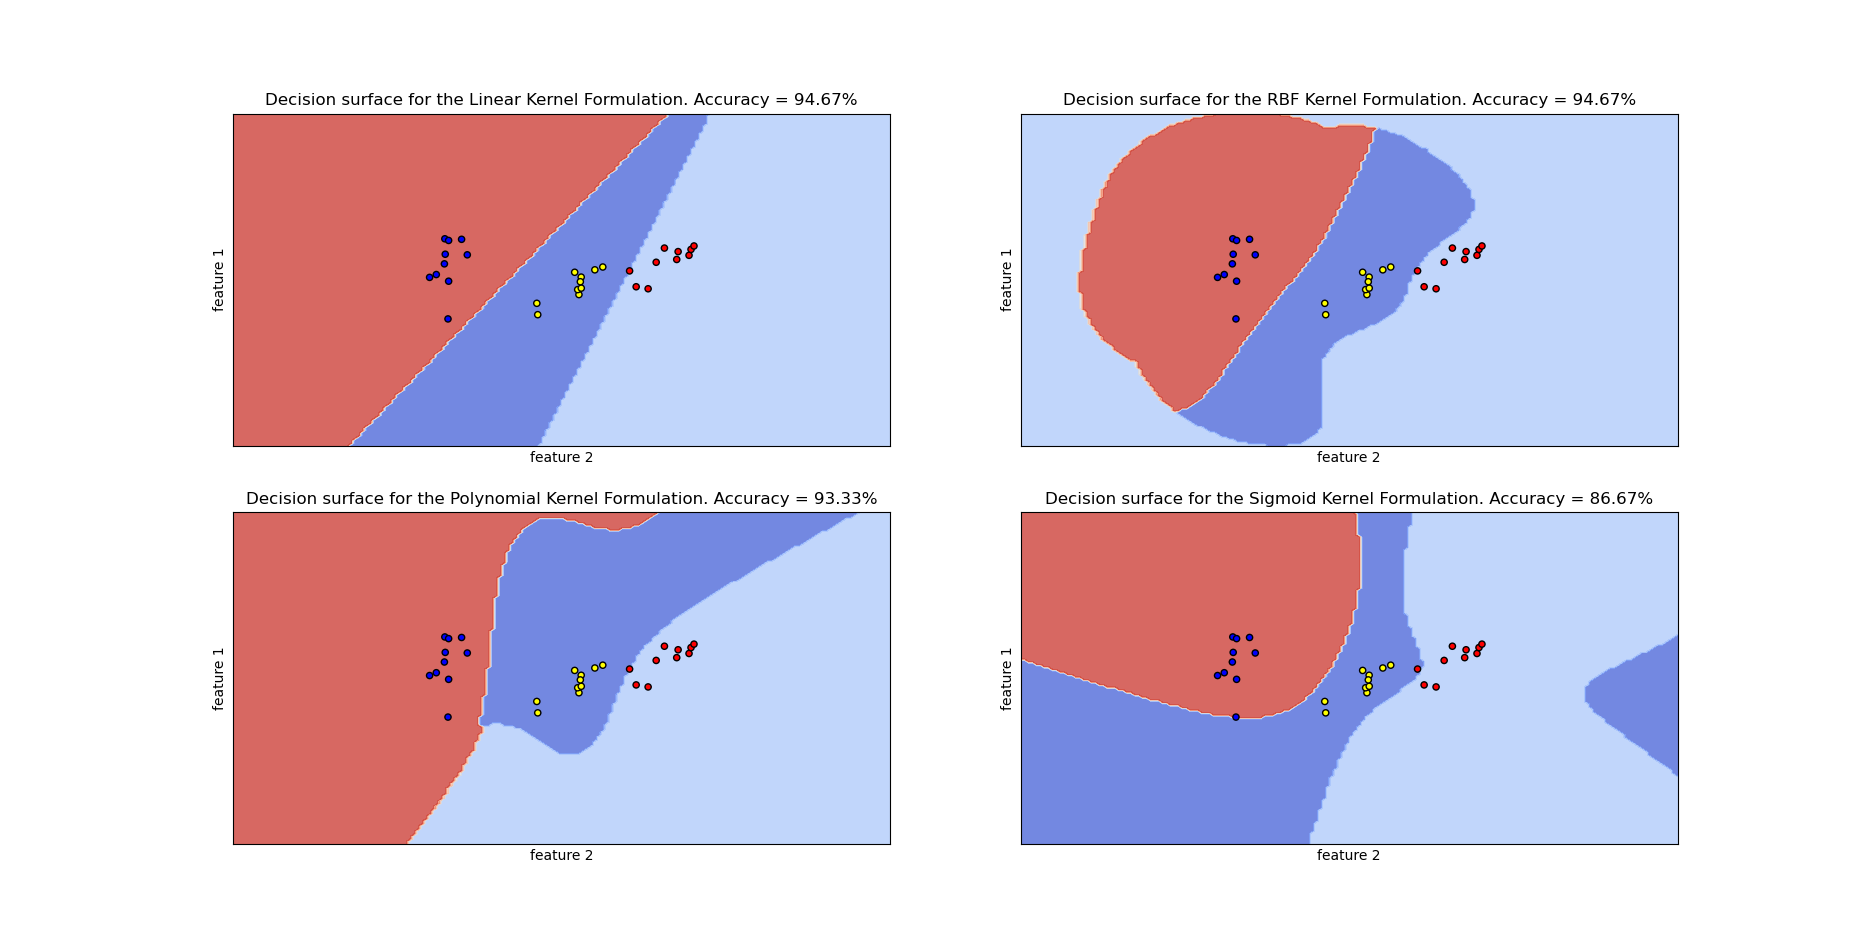 Decision surface for the Linear Kernel Formulation. Accuracy = 94.67%
feature 1
feature 2
Decision surface for the RBF Kernel Formulation. Accuracy = 94.67%
feature 1
feature 2
Decision surface for the Polynomial Kernel Formulation. Accuracy = 93.33%
feature 1
feature 2
Decision surface for the Sigmoid Kernel Formulation. Accuracy = 86.67%
feature 1
feature 2